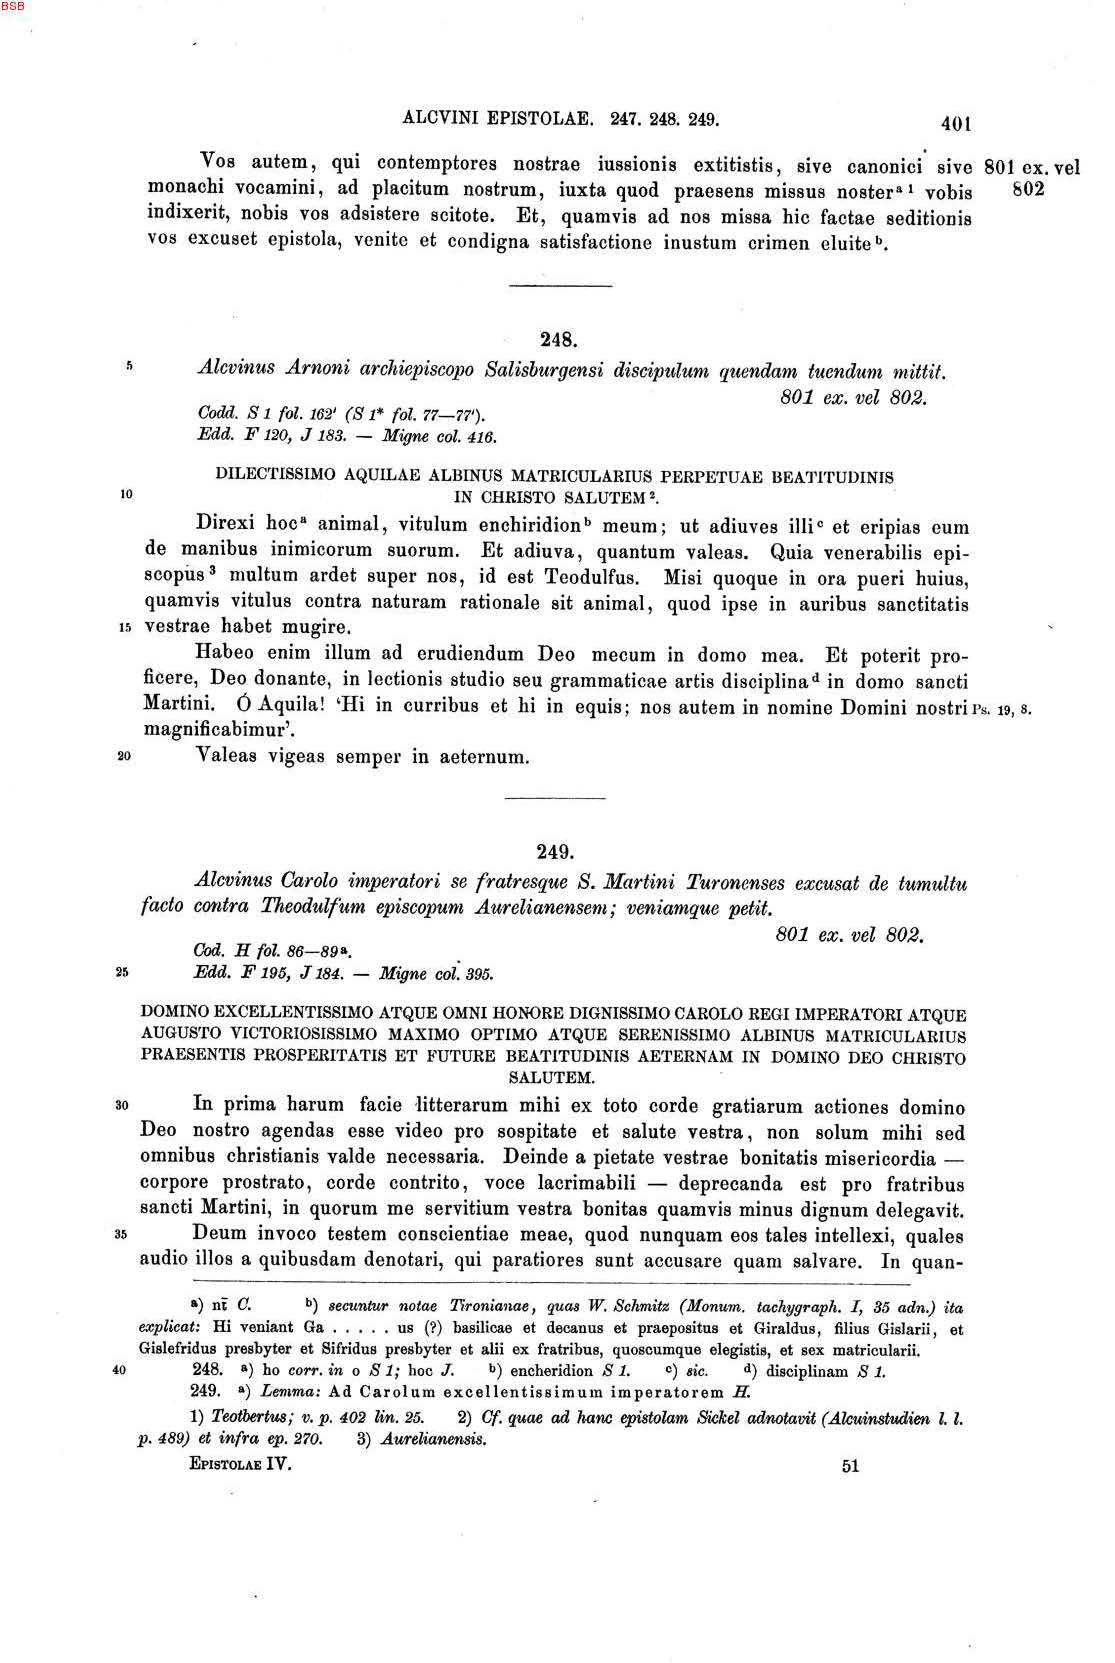 BSB
ALCVINI EPISTOLAE. 247. 248. 249.
401
Vos autem, qui contemptores nostrae iussionis extitistis, sive canonici sive 801 ex. vel
monachi vocamini, ad placitum nostrum, iuxta quod praesens missus noster a 1 vobis 802
indixerit, nobis vos adsistere scitote. Et, quamvis ad nos missa hic factae seditionis
vos excuset epistola, venite et condigna satisfactione inustum crimen eluite b.
248.
5 Alcvinus Arnoni archiepiscopo Salisburgensi discipulum quendam tuendum mittit.
801 ex. vel 802.
Codd. S 1 fol. 162' (S 1* fol. 77—77').
Edd. F 120, J 183. — Migne col. 416.
DILECTISSIMO AQUILAE ALBINUS MATRICULARIUS PERPETUAE BEATITUDINIS
10 IN CHRISTO SALUTEM 2.
Direxi hoc a animal, vitulum enchiridion b meum; ut adiuves illi c et eripias eum
de manibus inimicorum suorum. Et adiuva, quantum valeas. Quia venerabilis epi-
scopus 3 multum ardet super nos, id est Teodulfus. Misi quoque in ora pueri huius,
quamvis vitulus contra naturam rationale sit animal, quod ipse in auribus sanctitatis
15 vestrae habet mugire.
Habeo enim illum ad erudiendum Deo mecum in domo mea. Et poterit pro-
ficere, Deo donante, in lectionis studio seu grammaticae artis disciplina d in domo sancti
Martini. Ó Aquila! ‘Hi in curribus et hi in equis; nos autem in nomine Domini nostri Ps. 19, 8.
magnificabimur’.
20 Valeas vigeas semper in aeternum.
249.
Alcvinus Carolo imperatori se fratresque S. Martini Turonenses excusat de tumultu
facto contra Theodulfum episcopum Aurelianensem; veniamque petit.
801 ex. vel 802.
Cod. H fol. 86—89 a.
25 Edd. F 195, J 184. — Migne col. 395.
DOMINO EXCELLENTISSIMO ATQUE OMNI HONORE DIGNISSIMO CAROLO REGI IMPERATORI ATQUE
AUGUSTO VICTORIOSISSIMO MAXIMO OPTIMO ATQUE SERENISSIMO ALBINUS MATRICULARIUS
PRAESENTIS PROSPERITATIS ET FUTURE BEATITUDINIS AETERNAM IN DOMINO DEO CHRISTO
SALUTEM.
30 In prima harum facie litterarum mihi ex toto corde gratiarum actiones domino
Deo nostro agendas esse video pro sospitate et salute vestra, non solum mihi sed
omnibus christianis valde necessaria. Deinde a pietate vestrae bonitatis misericordia —
corpore prostrato, corde contrito, voce lacrimabili — deprecanda est pro fratribus
sancti Martini, in quorum me servitium vestra bonitas quamvis minus dignum delegavit.
35 Deum invoco testem conscientiae meae, quod nunquam eos tales intellexi, quales
audio illos a quibusdam denotari, qui paratiores sunt accusare quam salvare. In quan-
a) nt̄ C. b) secuntur notae Tironianae, quas W. Schmitz (Monum. tachygraph. I, 35 adn.) ita
explicat: Hi veniant Ga . . . . . us (?) basilicae et decanus et praepositus et Giraldus, filius Gislarii, et
Gislefridus presbyter et Sifridus presbyter et alii ex fratribus, quoscumque elegistis, et sex matricularii.
40 248. a) ho corr. in o S 1; hoc J. b) encheridion S 1. c) sic. d) disciplinam S 1.
249. a) Lemma: Ad Carolum excellentissimum imperatorem H.
1) Teotbertus; v. p. 402 lin. 25. 2) Cf. quae ad hanc epistolam Sickel adnotavit (Alcuinstudien l. l.
p. 489) et infra ep. 270. 3) Aurelianensis.
EPISTOLAE IV. 51